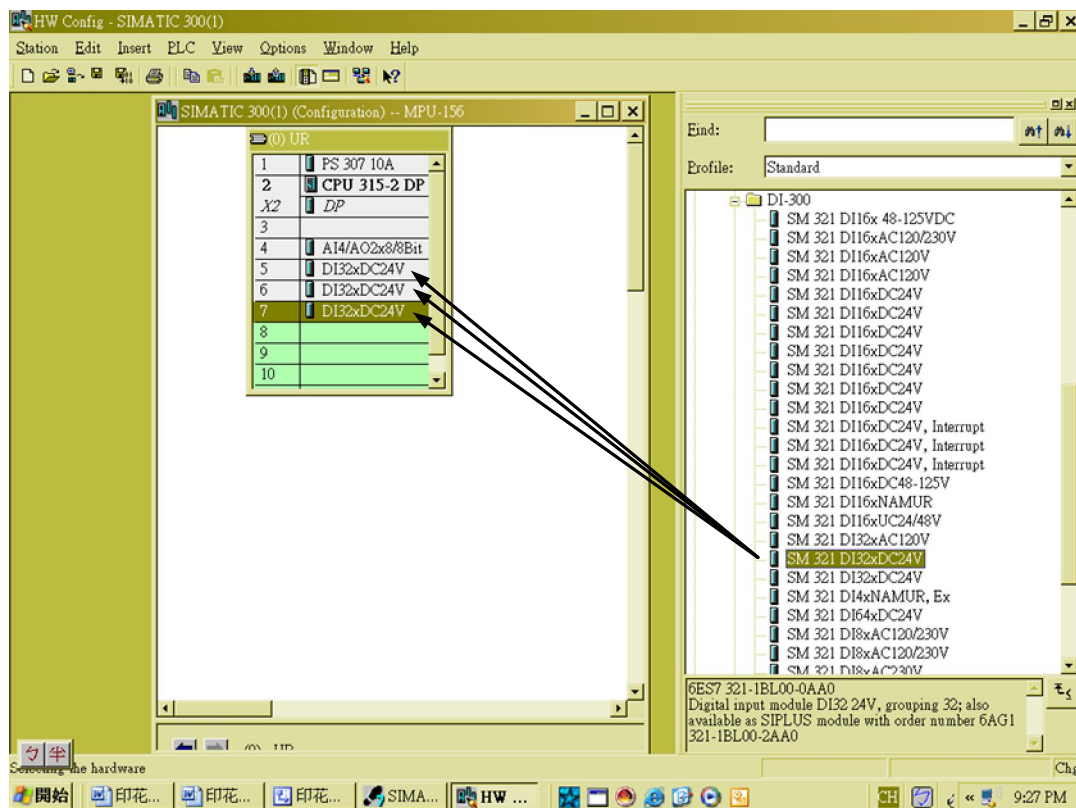 HW Config - SIMATIC 300(1)
Station Edit Insert PLC View Options Window Help
SIMATIC 300(1) (Configuration) -- MPU-156
(0) UR
1 PS 307 10A
2 CPU 315-2 DP
X2 DP
3
4 AI4/AO2x8/8Bit
5 DI32xDC24V
6 DI32xDC24V
7 DI32xDC24V
8
9
10
(0) UR
Find:
Profile: Standard
DI-300
SM 321 DI16x 48-125VDC
SM 321 DI16xAC120/230V
SM 321 DI16xAC120V
SM 321 DI16xAC120V
SM 321 DI16xDC24V
SM 321 DI16xDC24V
SM 321 DI16xDC24V
SM 321 DI16xDC24V
SM 321 DI16xDC24V
SM 321 DI16xDC24V
SM 321 DI16xDC24V
SM 321 DI16xDC24V, Interrupt
SM 321 DI16xDC24V, Interrupt
SM 321 DI16xDC24V, Interrupt
SM 321 DI16xDC48-125V
SM 321 DI16xNAMUR
SM 321 DI16xUC24/48V
SM 321 DI32xAC120V
SM 321 DI32xDC24V
SM 321 DI32xDC24V
SM 321 DI4xNAMUR, Ex
SM 321 DI64xDC24V
SM 321 DI8xAC120/230V
SM 321 DI8xAC120/230V
SM 321 DI8xAC230V
6ES7 321-1BL00-0AA0
Digital input module DI32 24V, grouping 32; also
available as SIPLUS module with order number 6AG1
321-1BL00-2AA0
ㄅ 半
the hardware
Chg
開始 印花... 印花... 印花... SIMA... HW ... CH « 9:27 PM